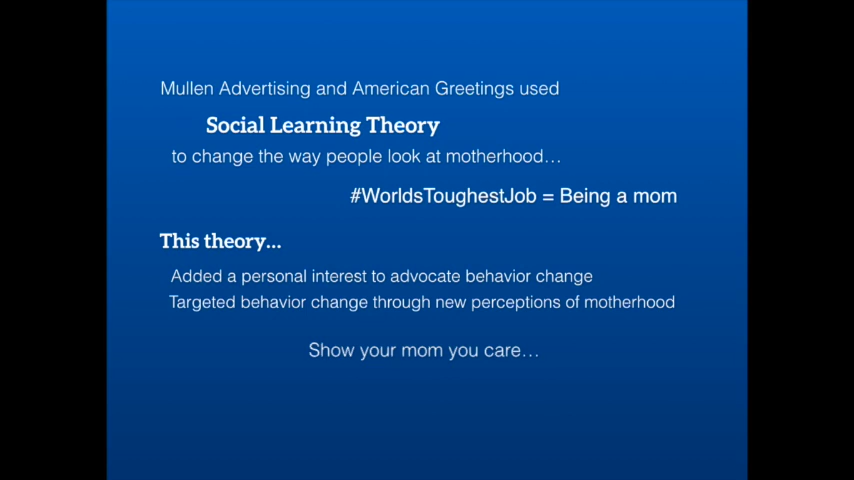 Mullen Advertising and American Greetings used
Social Learning Theory
to change the way people look at motherhood…
#WorldsToughestJob = Being a mom
This theory...
Added a personal interest to advocate behavior change
Targeted behavior change through new perceptions of motherhood
Show your mom you care…